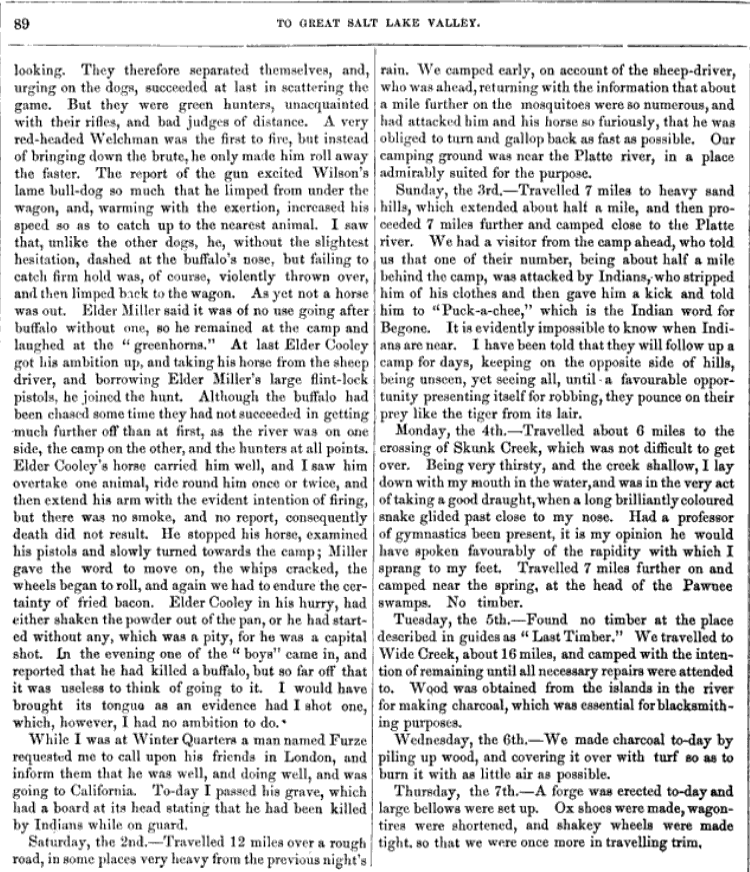 89
TO GREAT SALT LAKE VALLEY.
looking. They therefore separated themselves, and,
urging on the dogs, succeeded at last in scattering the
game. But they were green hunters, unacquainted
with their rifles, and bad judges of distance. A very
red-headed Welchman was the first to fire, but instead
of bringing down the brute, he only made him roll away
the faster. The report of the gun excited Wilson's
lame bull-dog so much that he limped from under the
wagon, and, warming with the exertion, increased his
speed so as to catch up to the nearest animal. I saw
that, unlike the other dogs, he, without the slightest
hesitation, dashed at the buffalo's nose, but failing to
catch firm hold was, of course, violently thrown over,
and then limped back to the wagon. As yet not a horse
was out. Elder Miller said it was of no use going after
buffalo without one, so he remained at the camp and
laughed at the "greenhorns." At last Elder Cooley
got his ambition up, and taking his horse from the sheep
driver, and borrowing Elder Miller's large flint-lock
pistols, he joined the hunt. Although the buffalo had
been chased some time they had not succeeded in getting
much further off than at first, as the river was on one
side, the camp on the other, and the hunters at all points.
Elder Cooley's horse carried him well, and I saw him
overtake one animal, ride round him once or twice, and
then extend his arm with the evident intention of firing,
but there was no smoke, and no report, consequently
death did not result. He stopped his horse, examined
his pistols and slowly turned towards the camp; Miller
gave the word to move on, the whips cracked, the
wheels began to roll, and again we had to endure the cer-
tainty of fried bacon. Elder Cooley in his hurry, had
either shaken the powder out of the pan, or he had start-
ed without any, which was a pity, for he was a capital
shot. In the evening one of the "boys" came in, and
reported that he had killed a buffalo, but so far off that
it was useless to think of going to it. I would have
brought its tongue as an evidence had I shot one,
which, however, I had no ambition to do.
While I was at Winter Quarters a man named Furze
requested me to call upon his friends in London, and
inform them that he was well, and doing well, and was
going to California. To-day I passed his grave, which
had a board at its head stating that he had been killed
by Indians while on guard.
Saturday, the 2nd.—Travelled 12 miles over a rough
road, in some places very heavy from the previous night's
rain. We camped early, on account of the sheep-driver,
who was ahead, returning with the information that about
a mile further on the mosquitoes were so numerous, and
had attacked him and his horse so furiously, that he was
obliged to turn and gallop back as fast as possible. Our
camping ground was near the Platte river, in a place
admirably suited for the purpose.
Sunday, the 3rd.—Travelled 7 miles to heavy sand
hills, which extended about half a mile, and then pro-
ceeded 7 miles further and camped close to the Platte
river. We had a visitor from the camp ahead, who told
us that one of their number, being about half a mile
behind the camp, was attacked by Indians, who stripped
him of his clothes and then gave him a kick and told
him to "Puck-a-chee," which is the Indian word for
Begone. It is evidently impossible to know when Indi-
ans are near. I have been told that they will follow up a
camp for days, keeping on the opposite side of hills,
being unseen, yet seeing all, until a favourable oppor-
tunity presenting itself for robbing, they pounce on their
prey like the tiger from its lair.
Monday, the 4th.—Travelled about 6 miles to the
crossing of Skunk Creek, which was not difficult to get
over. Being very thirsty, and the creek shallow, I lay
down with my mouth in the water, and was in the very act
of taking a good draught, when a long brilliantly coloured
snake glided past close to my nose. Had a professor
of gymnastics been present, it is my opinion he would
have spoken favourably of the rapidity with which I
sprang to my feet. Travelled 7 miles further on and
camped near the spring, at the head of the Pawnee
swamps. No timber.
Tuesday, the 5th.—Found no timber at the place
described in guides as "Last Timber." We travelled to
Wide Creek, about 16 miles, and camped with the inten-
tion of remaining until all necessary repairs were attended
to. Wood was obtained from the islands in the river
for making charcoal, which was essential for blacksmith-
ing purposes.
Wednesday, the 6th.—We made charcoal to-day by
piling up wood, and covering it over with turf so as to
burn it with as little air as possible.
Thursday, the 7th.—A forge was erected to-day and
large bellows were set up. Ox shoes were made, wagon-
tires were shortened, and shakey wheels were made
tight, so that we were once more in travelling trim.